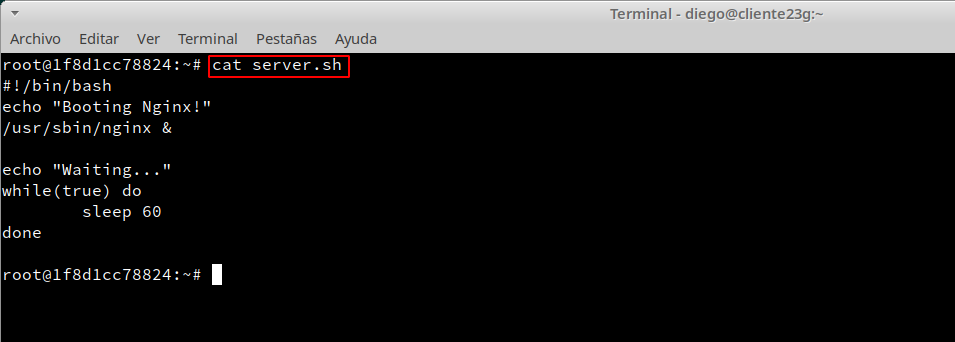 Terminal - diego@cliente23g:~
Archivo Editar Ver Terminal Pestañas Ayuda
root@1f8d1cc78824:~# cat server.sh
#!/bin/bash
echo "Booting Nginx!"
/usr/sbin/nginx &
echo "Waiting..."
while(true) do
        sleep 60
done
root@1f8d1cc78824:~#